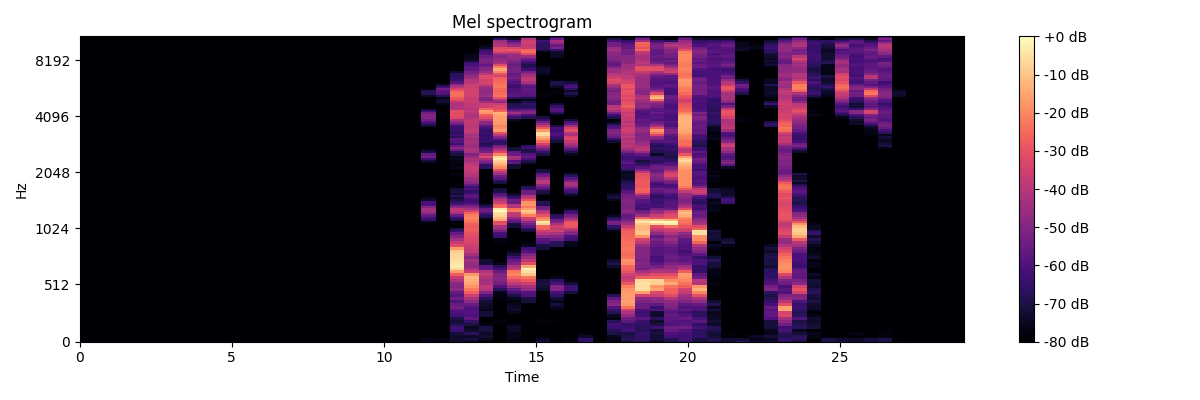 Mel spectrogram
Hz
8192
4096
2048
1024
512
0
0 5 10 15 20 25
Time
+0 dB
-10 dB
-20 dB
-30 dB
-40 dB
-50 dB
-60 dB
-70 dB
-80 dB